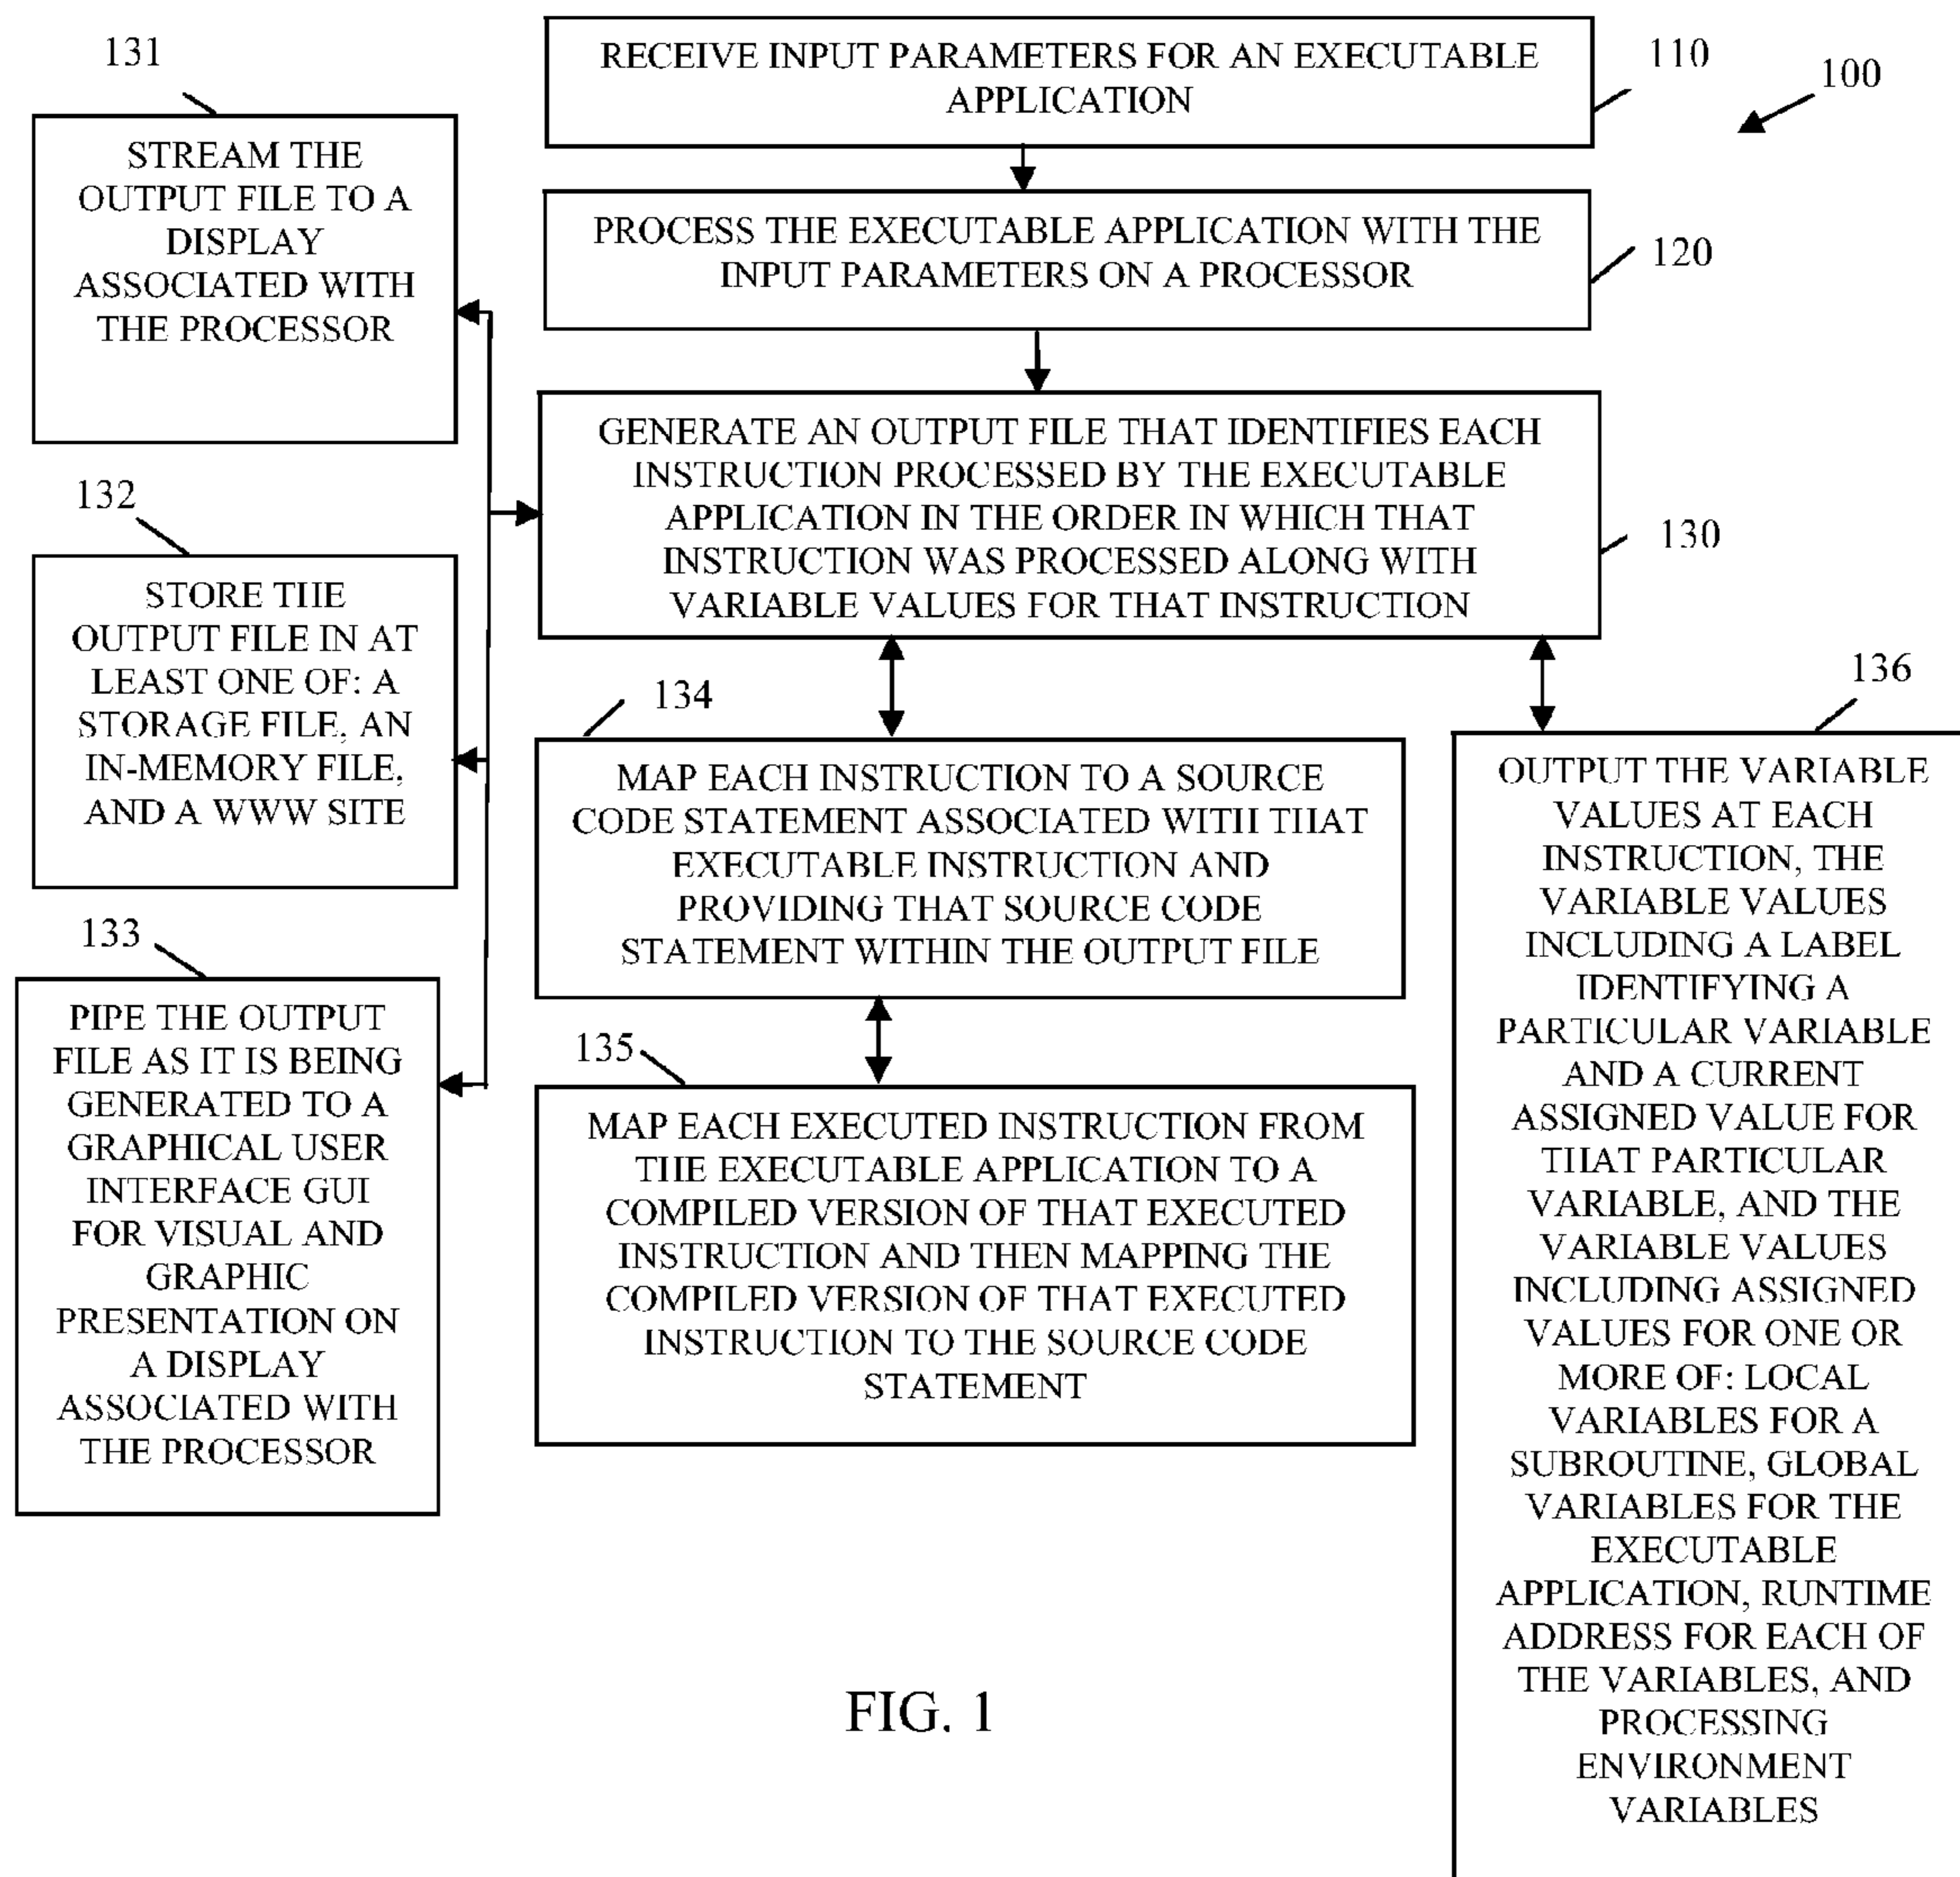 110
100
RECEIVE INPUT PARAMETERS FOR AN EXECUTABLE
APPLICATION
120
PROCESS THE EXECUTABLE APPLICATION WITH THE
INPUT PARAMETERS ON A PROCESSOR
130
GENERATE AN OUTPUT FILE THAT IDENTIFIES EACH
INSTRUCTION PROCESSED BY THE EXECUTABLE
APPLICATION IN THE ORDER IN WHICH THAT
INSTRUCTION WAS PROCESSED ALONG WITH
VARIABLE VALUES FOR THAT INSTRUCTION
131
STREAM THE
OUTPUT FILE TO A
DISPLAY
ASSOCIATED WITH
THE PROCESSOR
132
STORE THE
OUTPUT FILE IN AT
LEAST ONE OF: A
STORAGE FILE, AN
IN-MEMORY FILE,
AND A WWW SITE
133
PIPE THE OUTPUT
FILE AS IT IS BEING
GENERATED TO A
GRAPHICAL USER
INTERFACE GUI
FOR VISUAL AND
GRAPHIC
PRESENTATION ON
A DISPLAY
ASSOCIATED WITH
THE PROCESSOR
134
MAP EACH INSTRUCTION TO A SOURCE
CODE STATEMENT ASSOCIATED WITH THAT
EXECUTABLE INSTRUCTION AND
PROVIDING THAT SOURCE CODE
STATEMENT WITHIN THE OUTPUT FILE
135
MAP EACH EXECUTED INSTRUCTION FROM
THE EXECUTABLE APPLICATION TO A
COMPILED VERSION OF THAT EXECUTED
INSTRUCTION AND THEN MAPPING THE
COMPILED VERSION OF THAT EXECUTED
INSTRUCTION TO THE SOURCE CODE
STATEMENT
136
OUTPUT THE VARIABLE
VALUES AT EACH
INSTRUCTION, THE
VARIABLE VALUES
INCLUDING A LABEL
IDENTIFYING A
PARTICULAR VARIABLE
AND A CURRENT
ASSIGNED VALUE FOR
THAT PARTICULAR
VARIABLE, AND THE
VARIABLE VALUES
INCLUDING ASSIGNED
VALUES FOR ONE OR
MORE OF: LOCAL
VARIABLES FOR A
SUBROUTINE, GLOBAL
VARIABLES FOR THE
EXECUTABLE
APPLICATION, RUNTIME
ADDRESS FOR EACH OF
THE VARIABLES, AND
PROCESSING
ENVIRONMENT
VARIABLES
FIG. 1